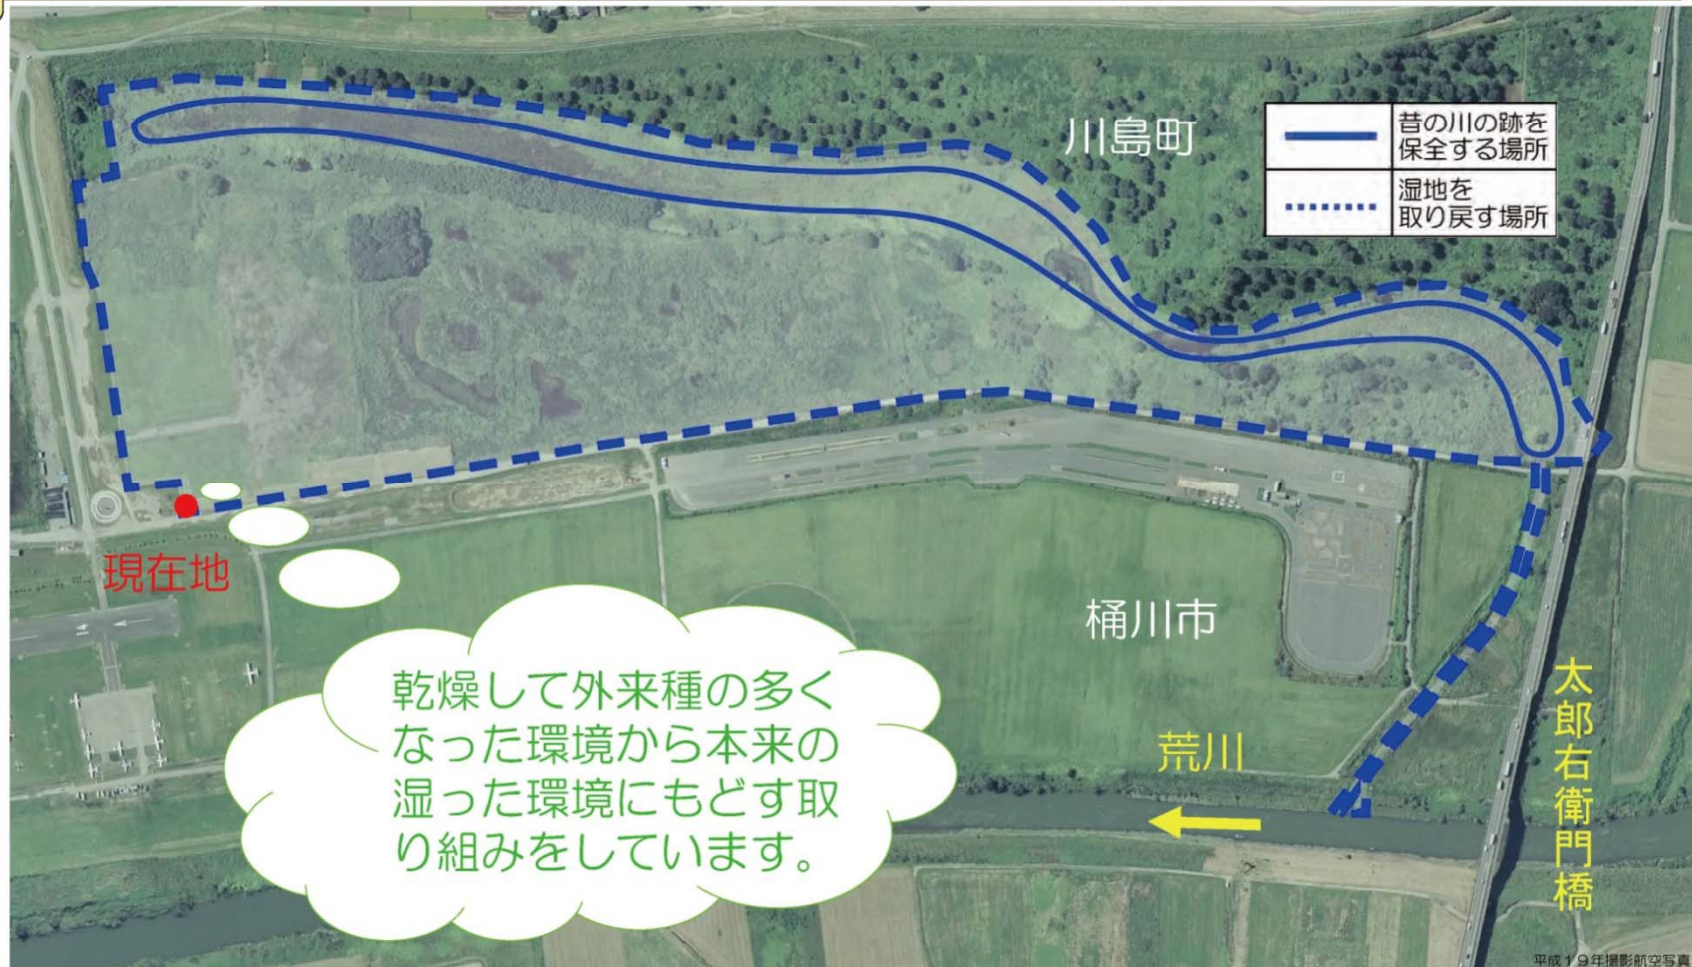 川島町
昔の川の跡を
保全する場所
湿地を
取り戻す場所
現在地
桶川市
乾燥して外来種の多く
なった環境から本来の
湿った環境にもどす取
り組みをしています。
荒川
太郎右衛門橋
平成19年撮影航空写真